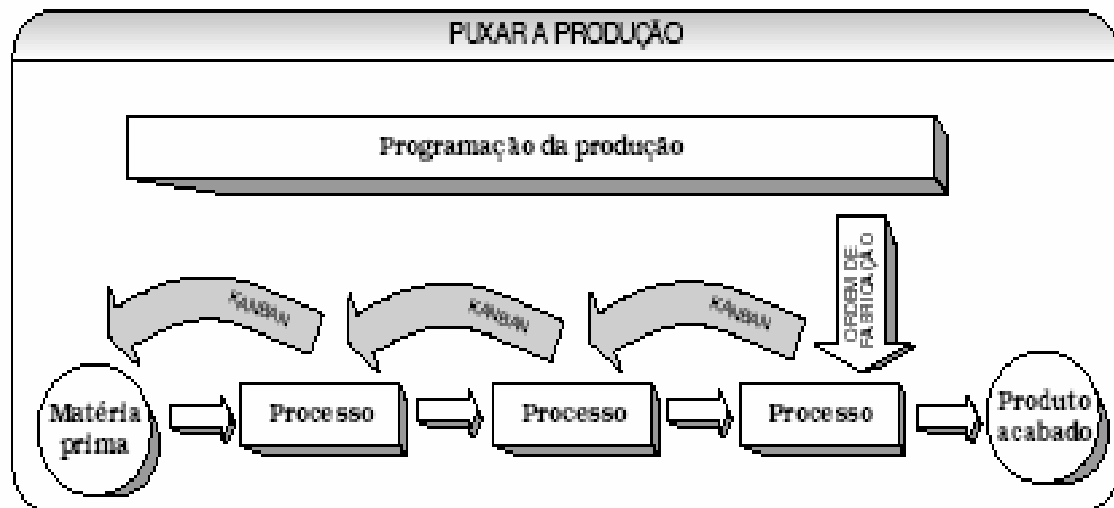 PUXAR A PRODUÇÃO
Programação da produção
ORDEM DE
FABRICAÇÃO
KANBAN
KANBAN
KANBAN
Matéria
prima
Processo
Processo
Processo
Produto
acabado